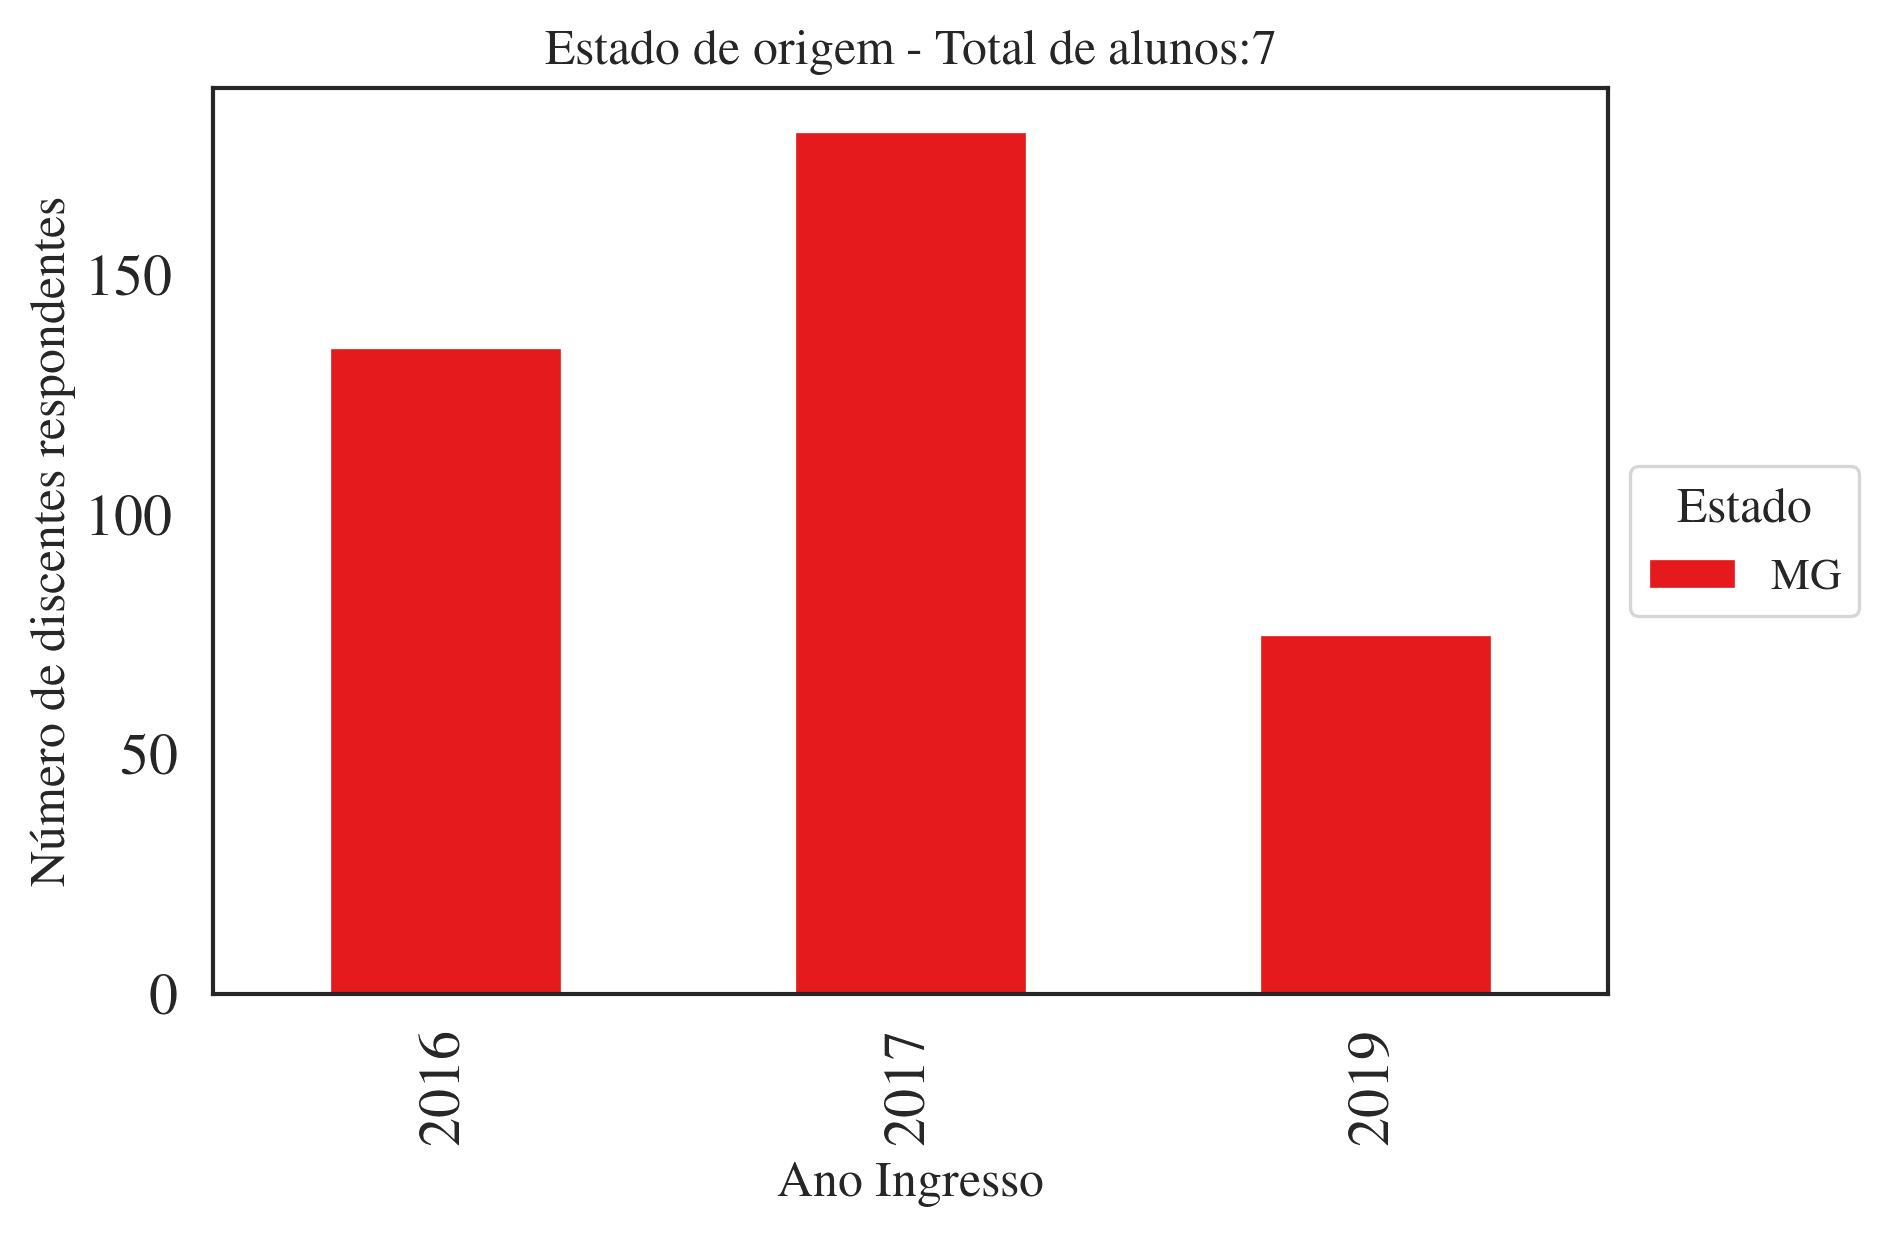 Estado de origem - Total de alunos:7
Número de discentes respondentes
150
100
50
0
2016
2017
2019
Ano Ingresso
Estado
MG